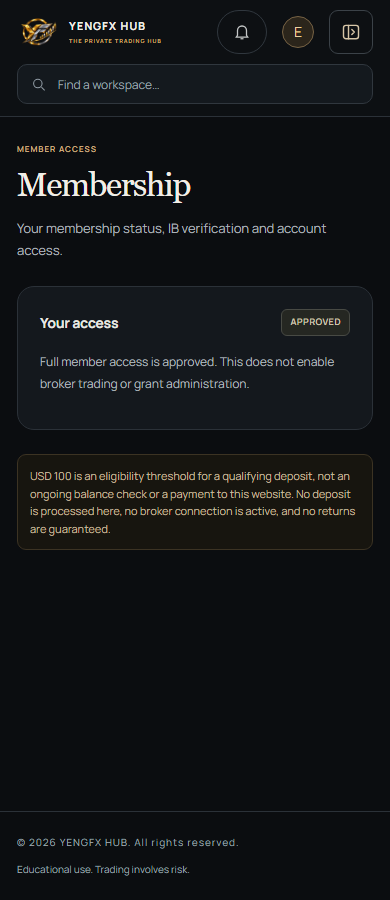 YENGFX HUB
THE PRIVATE TRADING HUB
E
Find a workspace...
MEMBER ACCESS
Membership
Your membership status, IB verification and account
access.
Your access
APPROVED
Full member access is approved. This does not enable
broker trading or grant administration.
USD 100 is an eligibility threshold for a qualifying deposit, not an
ongoing balance check or a payment to this website. No deposit
is processed here, no broker connection is active, and no returns
are guaranteed.
© 2026 YENGFX HUB. All rights reserved.
Educational use. Trading involves risk.